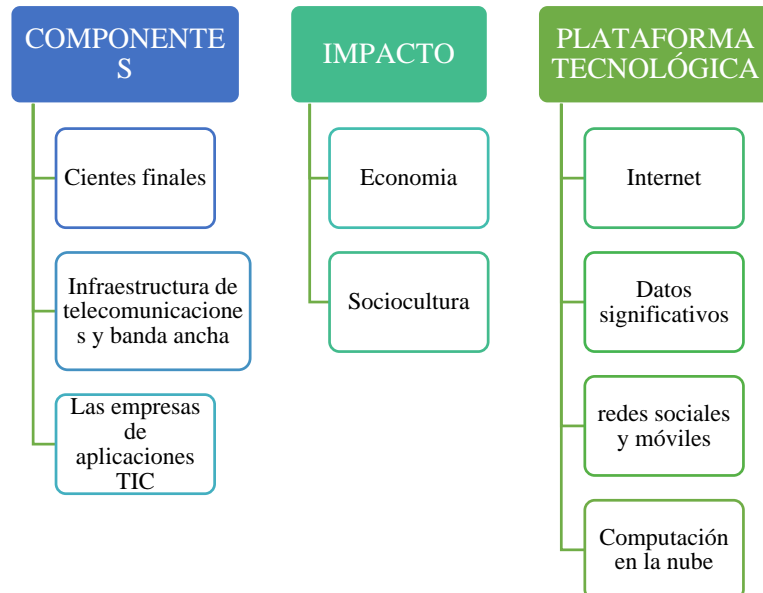 COMPONENTE
S
Cientes finales
Infraestructura de
telecomunicacione
s y banda ancha
Las empresas
de
aplicaciones
TIC
IMPACTO
Economia
Sociocultura
PLATAFORMA
TECNOLÓGICA
Internet
Datos
significativos
redes sociales
y móviles
Computación
en la nube